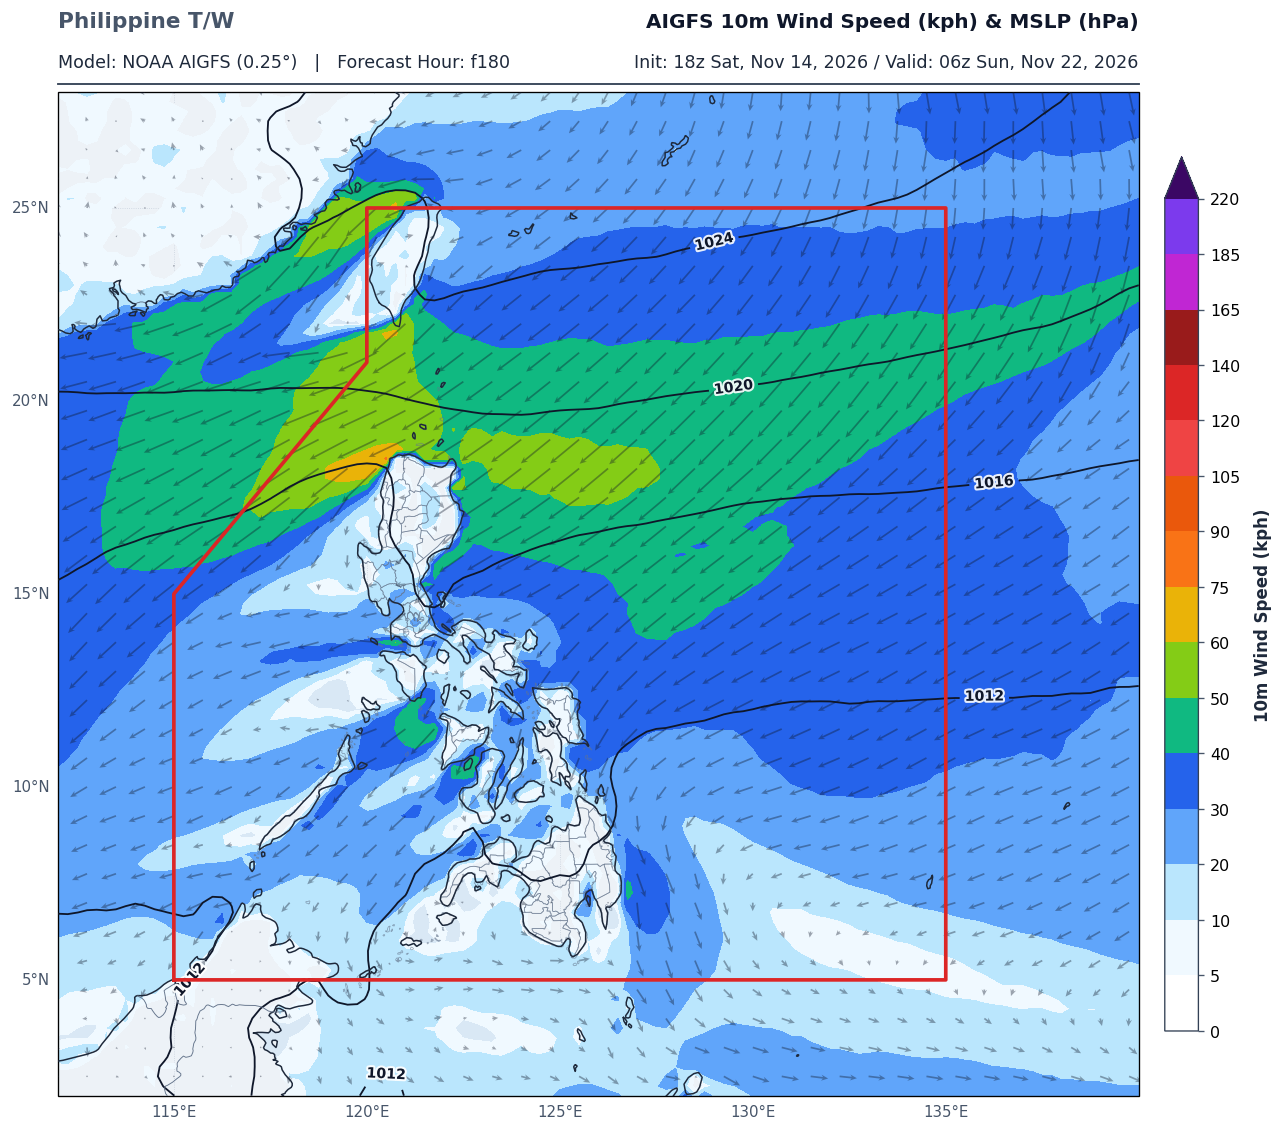 Philippine T/W
AIGFS 10m Wind Speed (kph) & MSLP (hPa)
Model: NOAA AIGFS (0.25°)   |   Forecast Hour: f180
Init: 18z Sat, Nov 14, 2026 / Valid: 06z Sun, Nov 22, 2026
25°N
20°N
15°N
10°N
5°N
115°E
120°E
125°E
130°E
135°E
1024
1020
1016
1012
1012
1012
220
185
165
140
120
105
90
75
60
50
40
30
20
10
5
0
10m Wind Speed (kph)